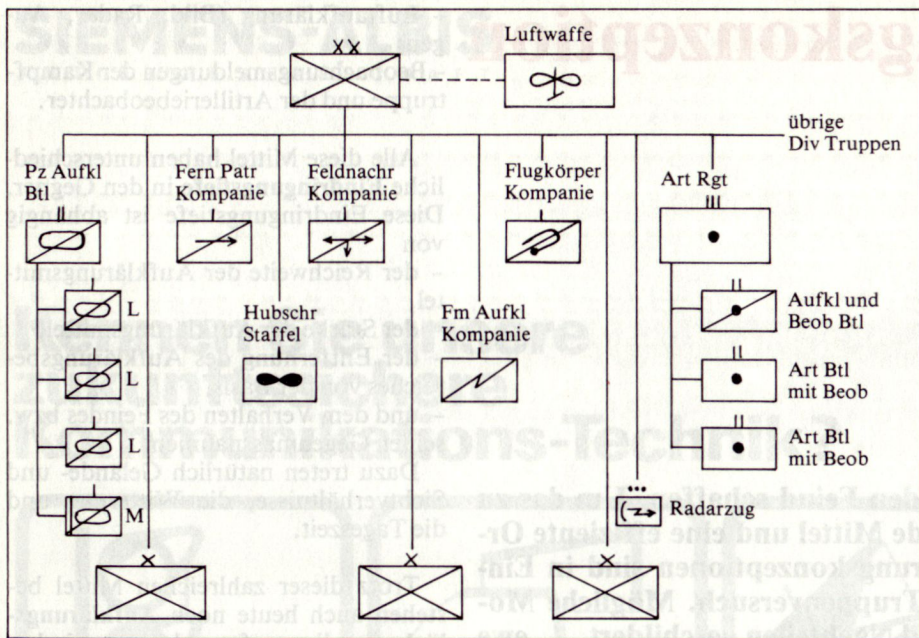 Luftwaffe
übrige
Div Truppen
Pz Aufkl
Btl
Fern Patr
Kompanie
Feldnachr
Kompanie
Flugkörper
Kompanie
Art Rgt
L
L
L
M
Hubschr
Staffel
Fm Aufkl
Kompanie
Aufkl und
Beob Btl
Art Btl
mit Beob
Art Btl
mit Beob
Radarzug